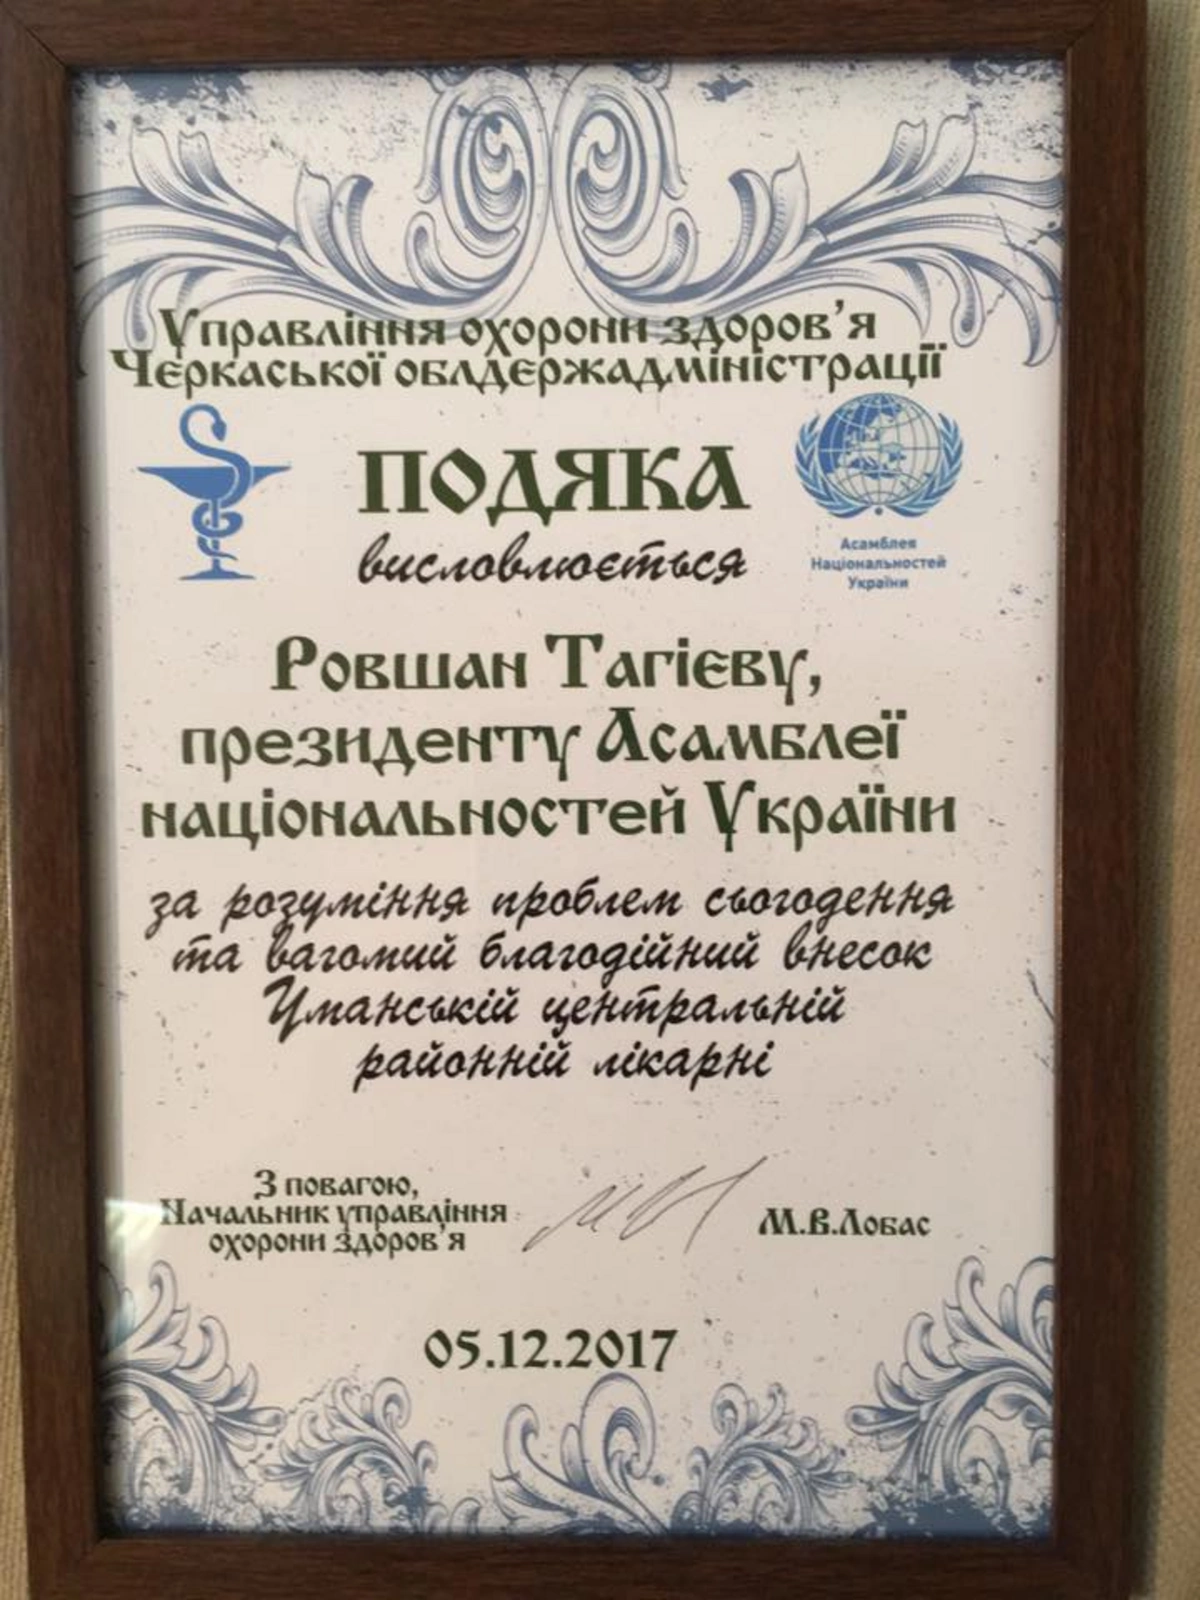 Управління охорони здоров'я
Черкаської облдержадміністрації
ПОДЯКА
висловлюється
Асамблея
Національностей
України
Ровшан Тагієву,
президенту Асамблеї
національностей України
за розуміння проблем сьогодення
та вагомий благодійний внесок
Уманській центральній
районній лікарні
З повагою,
Начальник управління
охорони здоров'я
М.В.Лобас
05.12.2017